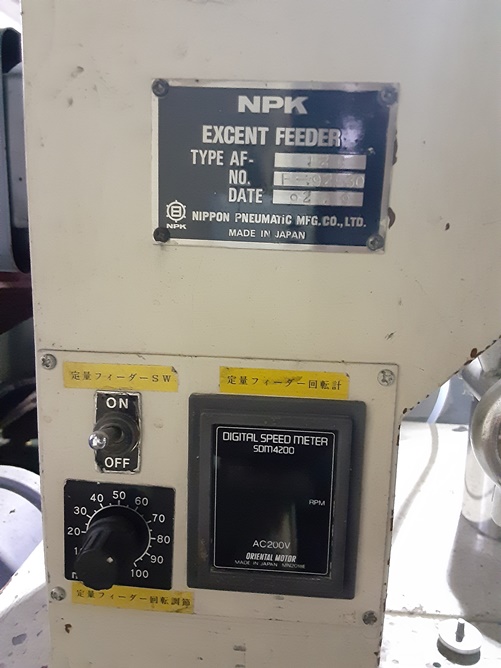 NPK
EXCENT FEEDER
TYPE AF-
NO.
DATE
NPK
NIPPON PNEUMATIC MFG.CO.,LTD.
MADE IN JAPAN
定量フィーダーSW
ON
OFF
定量フィーダー回転計
DIGITAL SPEED METER
SDM4200
RPM
AC200V
ORIENTAL MOTOR
MADE IN JAPAN
20 30 40 50 60 70 80 90 100
定量フィーダー回転調節